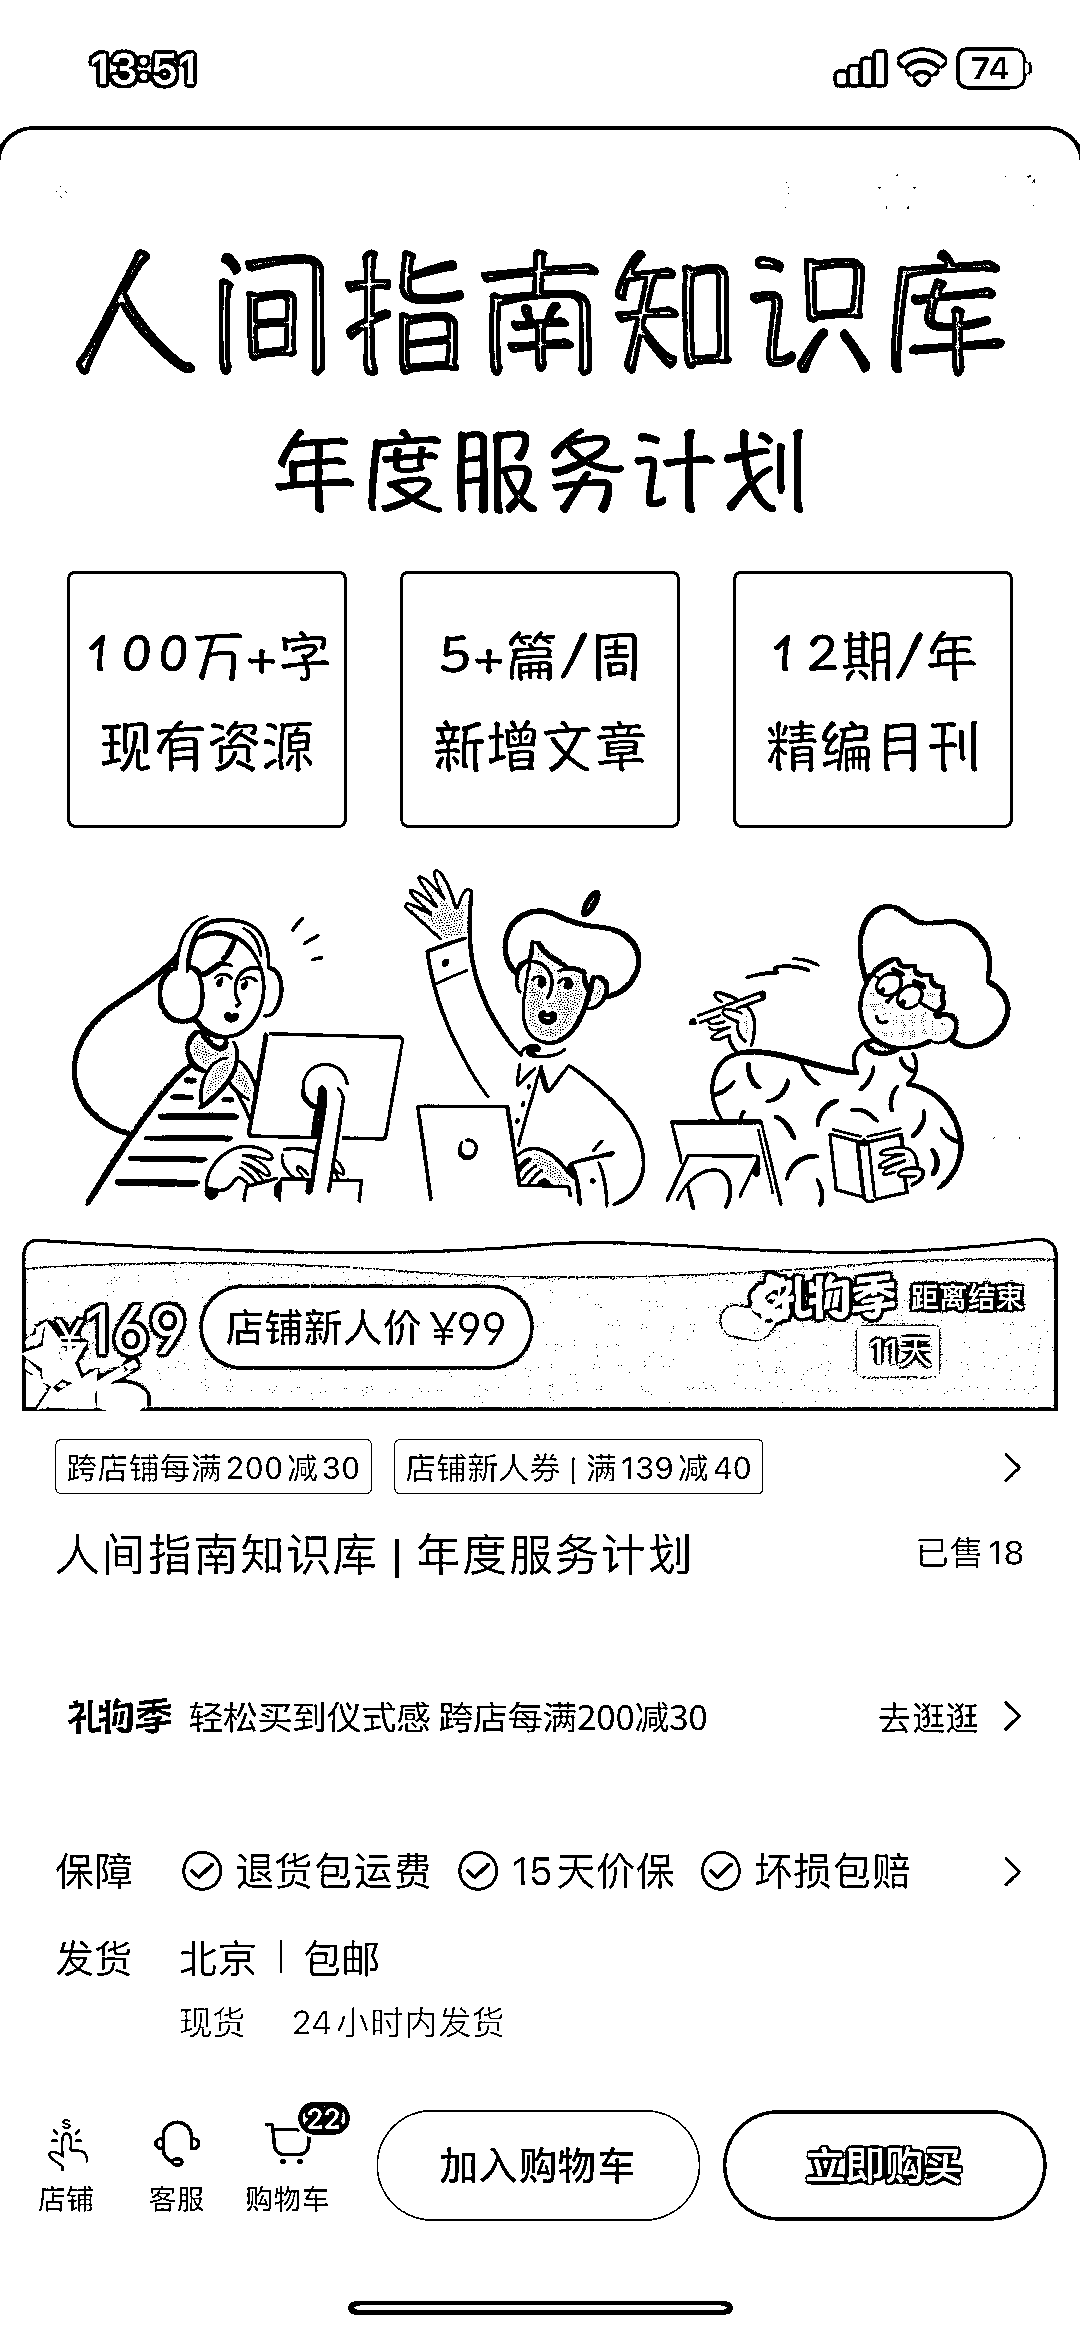 13:51
74
人间指南知识库
年度服务计划
100万+字
现有资源
5+篇/周
新增文章
12期/年
精编月刊
¥169
店铺新人价 ¥99
礼物季 距离结束
11天
跨店铺每满200减30
店铺新人券 | 满139减40
人间指南知识库 | 年度服务计划
已售18
礼物季 轻松买到仪式感 跨店每满200减30
去逛逛
保障 退货包运费 15天价保 坏损包赔
发货 北京 | 包邮
现货 24小时内发货
22
店铺 客服 购物车
加入购物车
立即购买